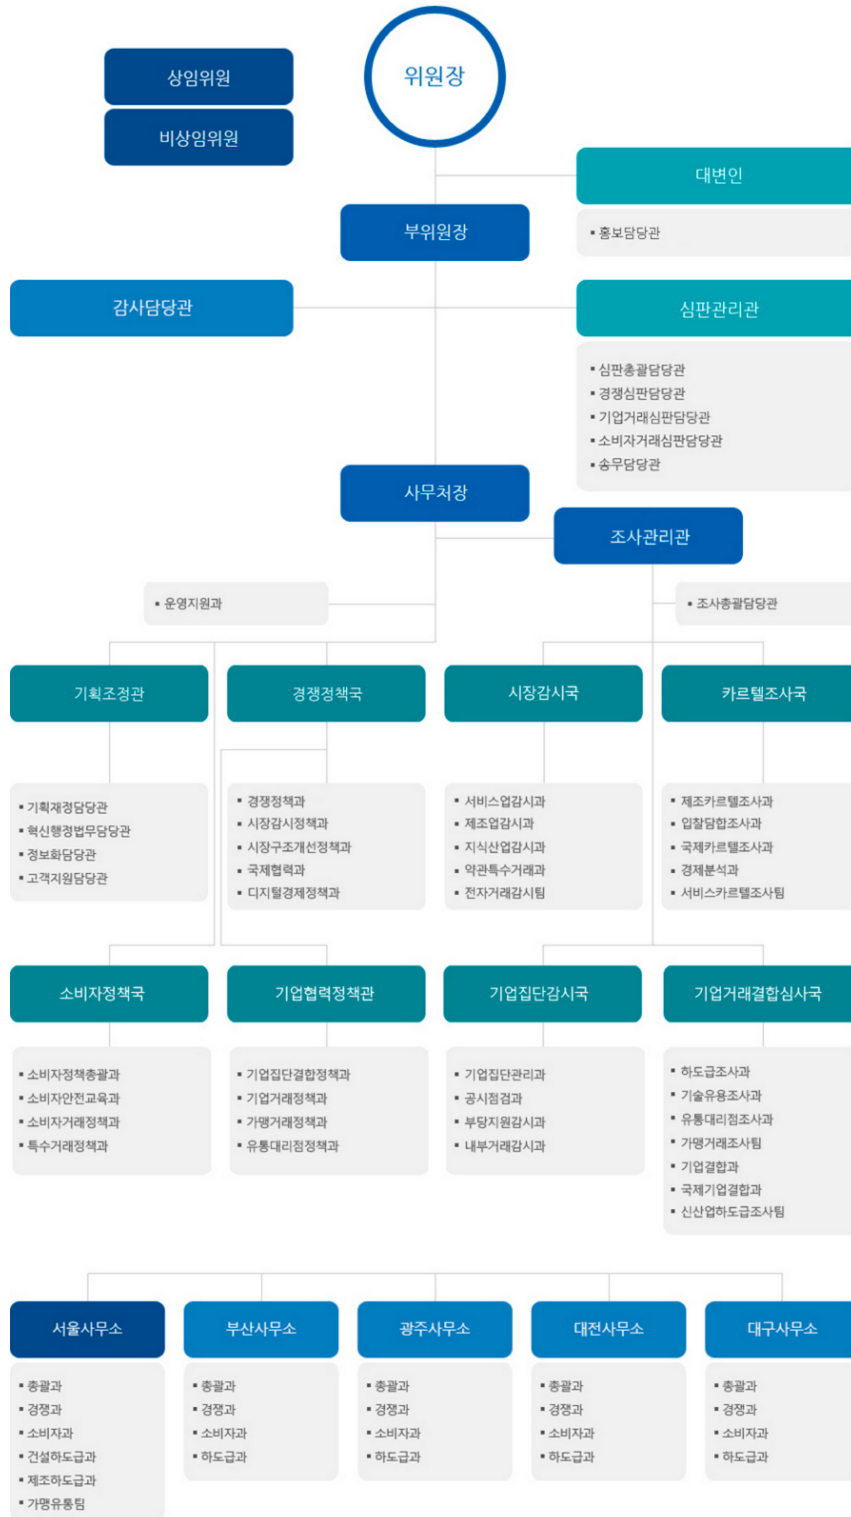 위원장
상임위원
비상임위원
대변인
▪ 홍보담당관
부위원장
감사담당관
심판관리관
▪ 심판총괄담당관
▪ 경쟁심판담당관
▪ 기업거래심판담당관
▪ 소비자거래심판담당관
▪ 송무담당관
사무처장
조사관리관
▪ 운영지원과
▪ 조사총괄담당관
기획조정관
▪ 기획재정담당관
▪ 혁신행정법무담당관
▪ 정보화담당관
▪ 고객지원담당관
경쟁정책국
▪ 경쟁정책과
▪ 시장감시정책과
▪ 시장구조개선정책과
▪ 국제협력과
▪ 디지털경제정책과
시장감시국
▪ 서비스업감시과
▪ 제조업감시과
▪ 지식산업감시과
▪ 약관특수거래과
▪ 전자거래감시팀
카르텔조사국
▪ 제조카르텔조사과
▪ 입찰담합조사과
▪ 국제카르텔조사과
▪ 경제분석과
▪ 서비스카르텔조사팀
소비자정책국
▪ 소비자정책총괄과
▪ 소비자안전교육과
▪ 소비자거래정책과
▪ 특수거래정책과
기업협력정책관
▪ 기업집단결합정책과
▪ 기업거래정책과
▪ 가맹거래정책과
▪ 유통대리점정책과
기업집단감시국
▪ 기업집단관리과
▪ 공시점검과
▪ 부당지원감시과
▪ 내부거래감시과
기업거래결합심사국
▪ 하도급조사과
▪ 기술유용조사과
▪ 유통대리점조사과
▪ 가맹거래조사팀
▪ 기업결합과
▪ 국제기업결합과
▪ 신산업하도급조사팀
서울사무소
▪ 총괄과
▪ 경쟁과
▪ 소비자과
▪ 건설하도급과
▪ 제조하도급과
▪ 가맹유통팀
부산사무소
▪ 총괄과
▪ 경쟁과
▪ 소비자과
▪ 하도급과
광주사무소
▪ 총괄과
▪ 경쟁과
▪ 소비자과
▪ 하도급과
대전사무소
▪ 총괄과
▪ 경쟁과
▪ 소비자과
▪ 하도급과
대구사무소
▪ 총괄과
▪ 경쟁과
▪ 소비자과
▪ 하도급과